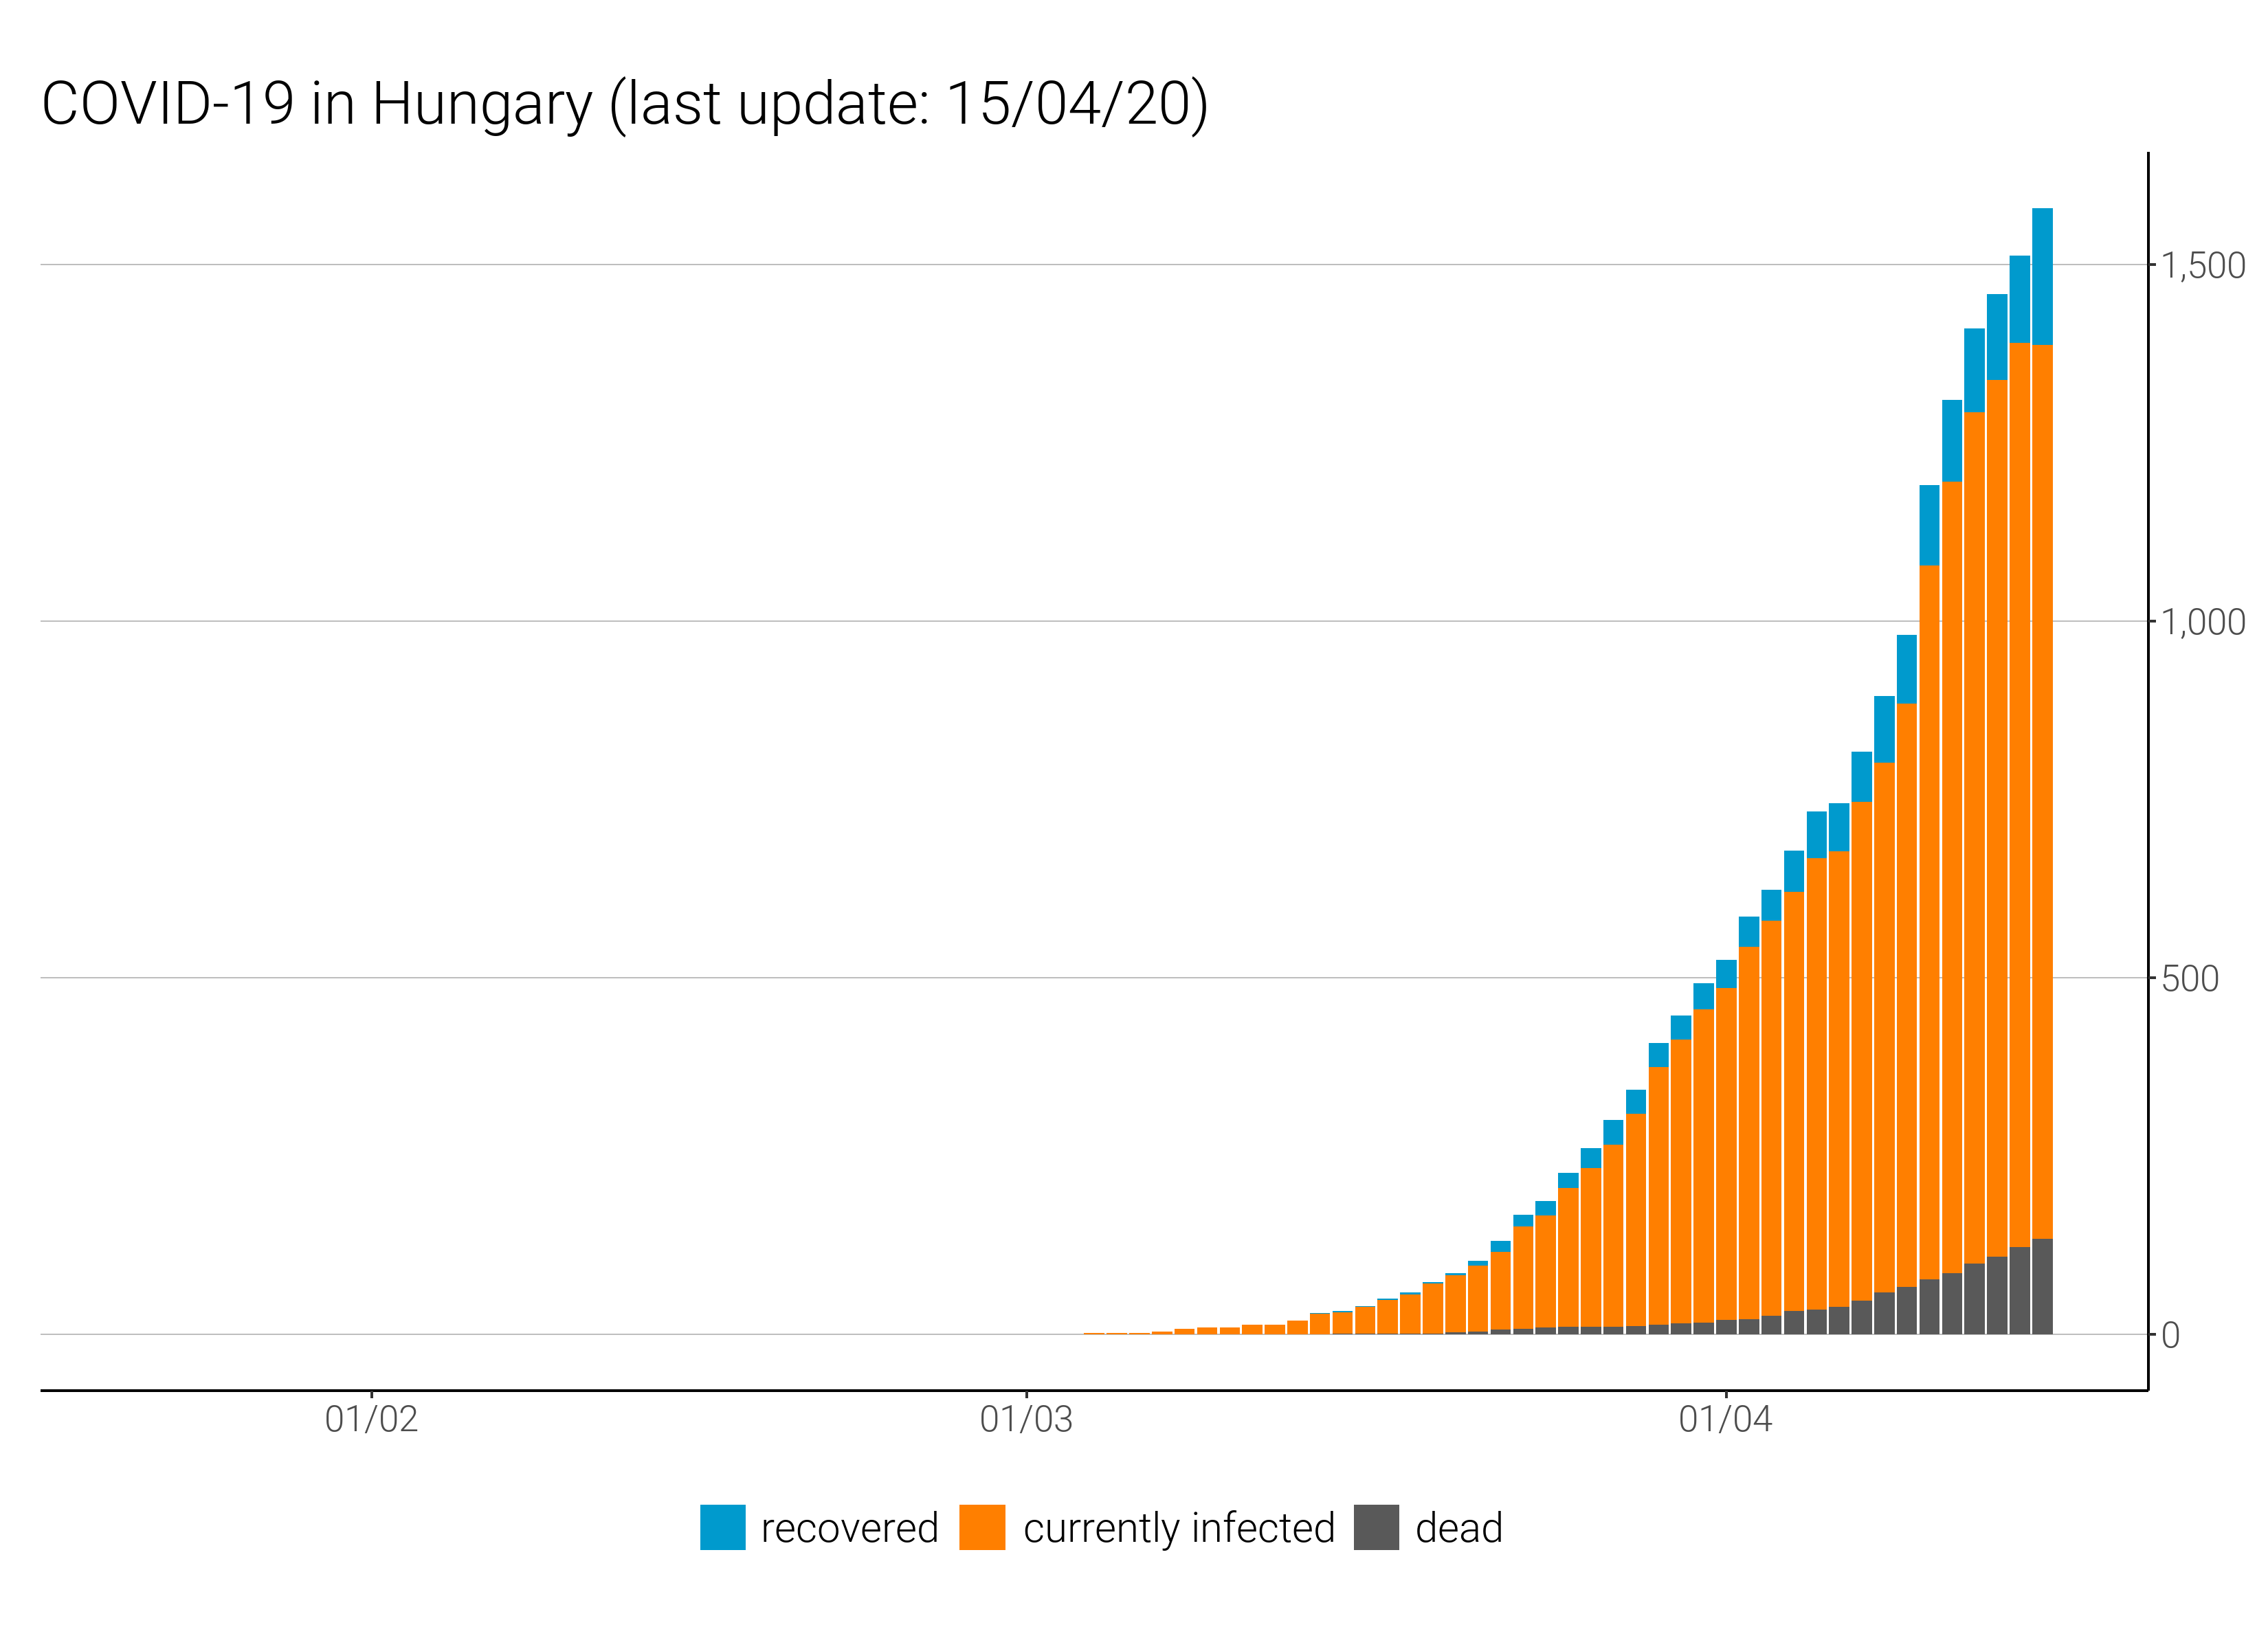 COVID-19 in Hungary (last update: 15/04/20)
1,500
1,000
500
0
01/02 01/03 01/04
recovered currently infected dead